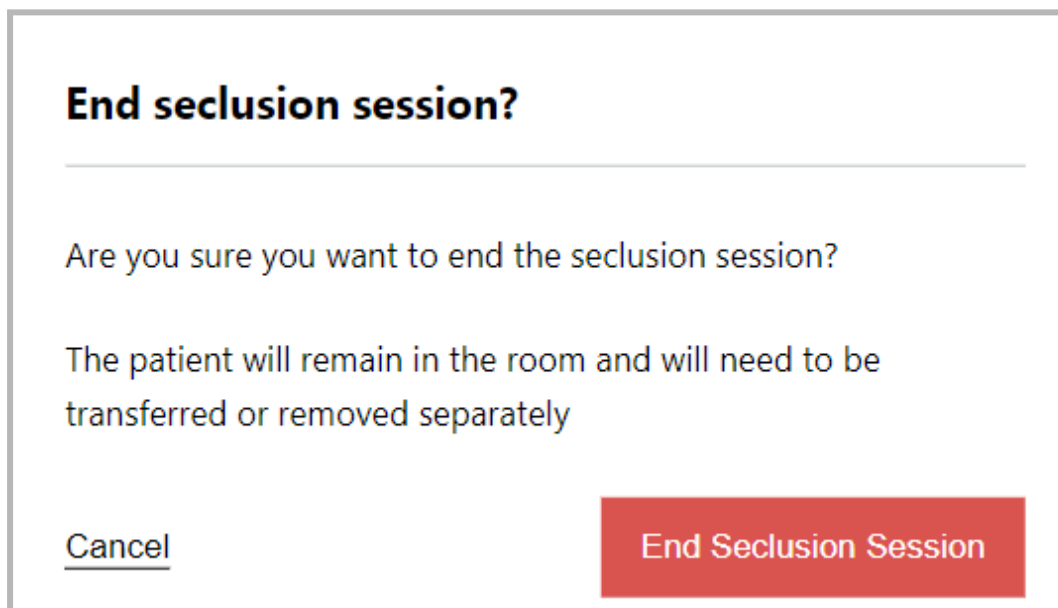 End seclusion session?
Are you sure you want to end the seclusion session?
The patient will remain in the room and will need to be
transferred or removed separately
Cancel
End Seclusion Session